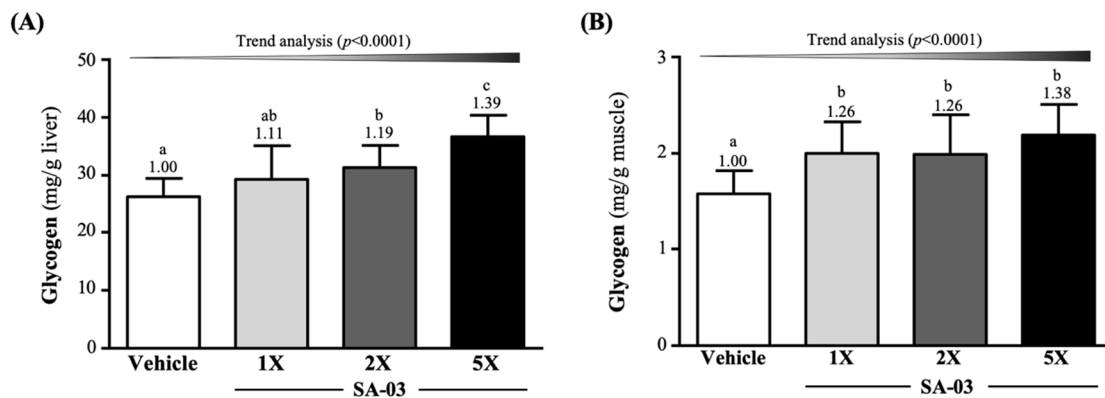 (A)
Trend analysis (p<0.0001)
Glycogen (mg/g liver)
50
40
30
20
10
0
a
1.00
ab
1.11
b
1.19
c
1.39
Vehicle 1X 2X 5X
SA-03
(B)
Trend analysis (p<0.0001)
Glycogen (mg/g muscle)
3
2
1
0
a
1.00
b
1.26
b
1.26
b
1.38
Vehicle 1X 2X 5X
SA-03